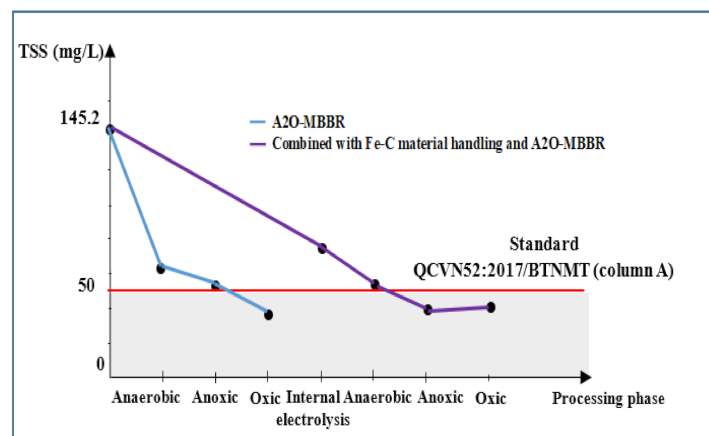 TSS (mg/L)
145.2
A2O-MBBR
Combined with Fe-C material handling and A2O-MBBR
Standard
QCVN52:2017/BTNMT (column A)
50
0
Anaerobic Anoxic Oxic Internal Anaerobic Anoxic Oxic Processing phase
electrolysis